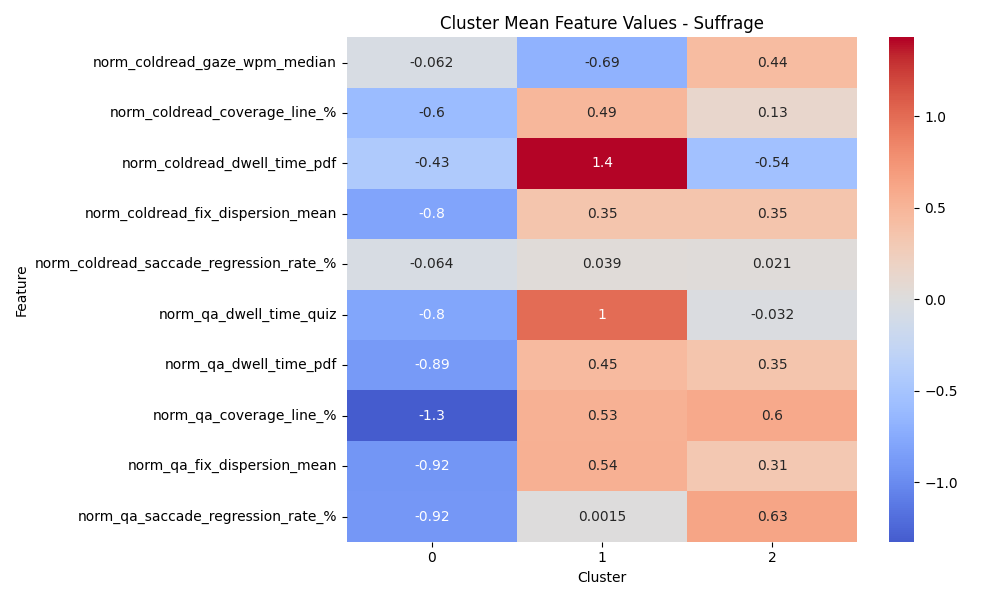 Cluster Mean Feature Values - Suffrage
norm_coldread_gaze_wpm_median -0.062 -0.69 0.44
norm_coldread_coverage_line_% -0.6 0.49 0.13
norm_coldread_dwell_time_pdf -0.43 1.4 -0.54
norm_coldread_fix_dispersion_mean -0.8 0.35 0.35
norm_coldread_saccade_regression_rate_% -0.064 0.039 0.021
norm_qa_dwell_time_quiz -0.8 1 -0.032
norm_qa_dwell_time_pdf -0.89 0.45 0.35
norm_qa_coverage_line_% -1.3 0.53 0.6
norm_qa_fix_dispersion_mean -0.92 0.54 0.31
norm_qa_saccade_regression_rate_% -0.92 0.0015 0.63
0 1 2
Cluster
Feature
1.0
0.5
0.0
−0.5
−1.0